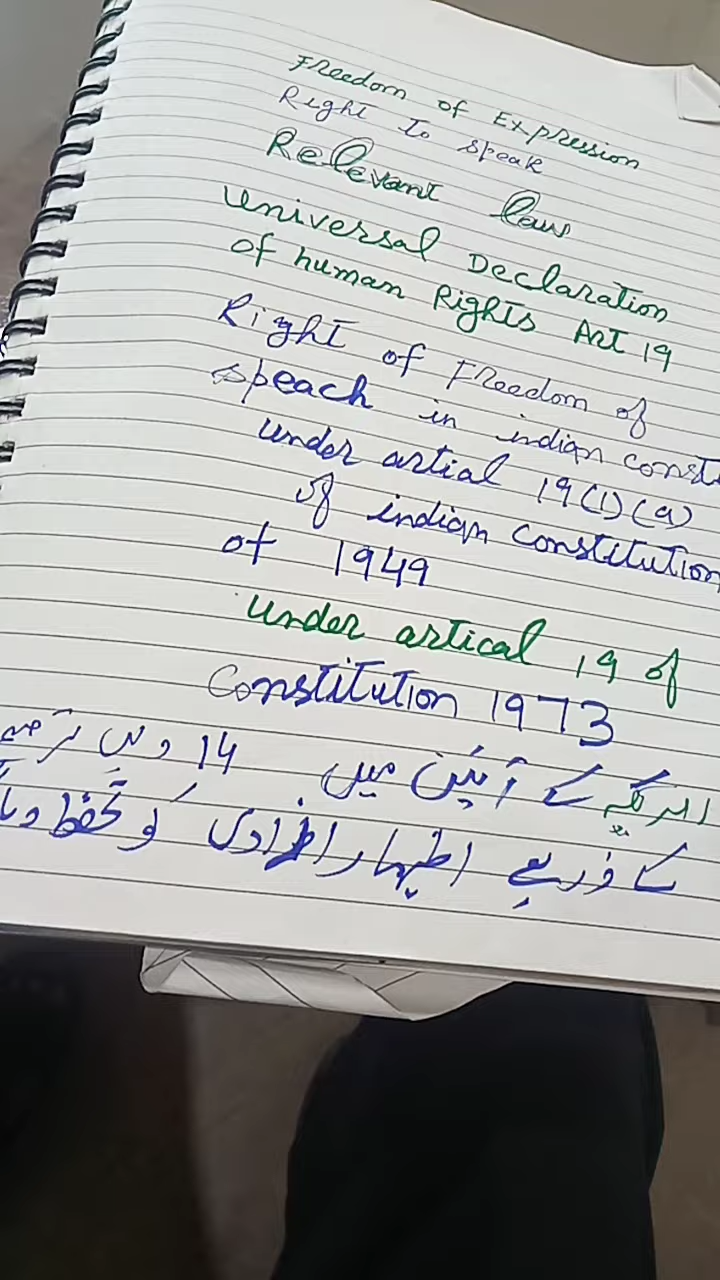 Freedom of Expression
Right to speak
Relevant law
Universal Declaration
of human Rights Art 19
Right of Freedom of
speach in indian const
under artial 19(1)(a)
of indian constitution
of 1949
under artical 19 of
Constitution 1973
امریکہ کے آئین میں 14 ویں ترمیم
کے ذریعے اظہار آزادی کو تحفظ دیا